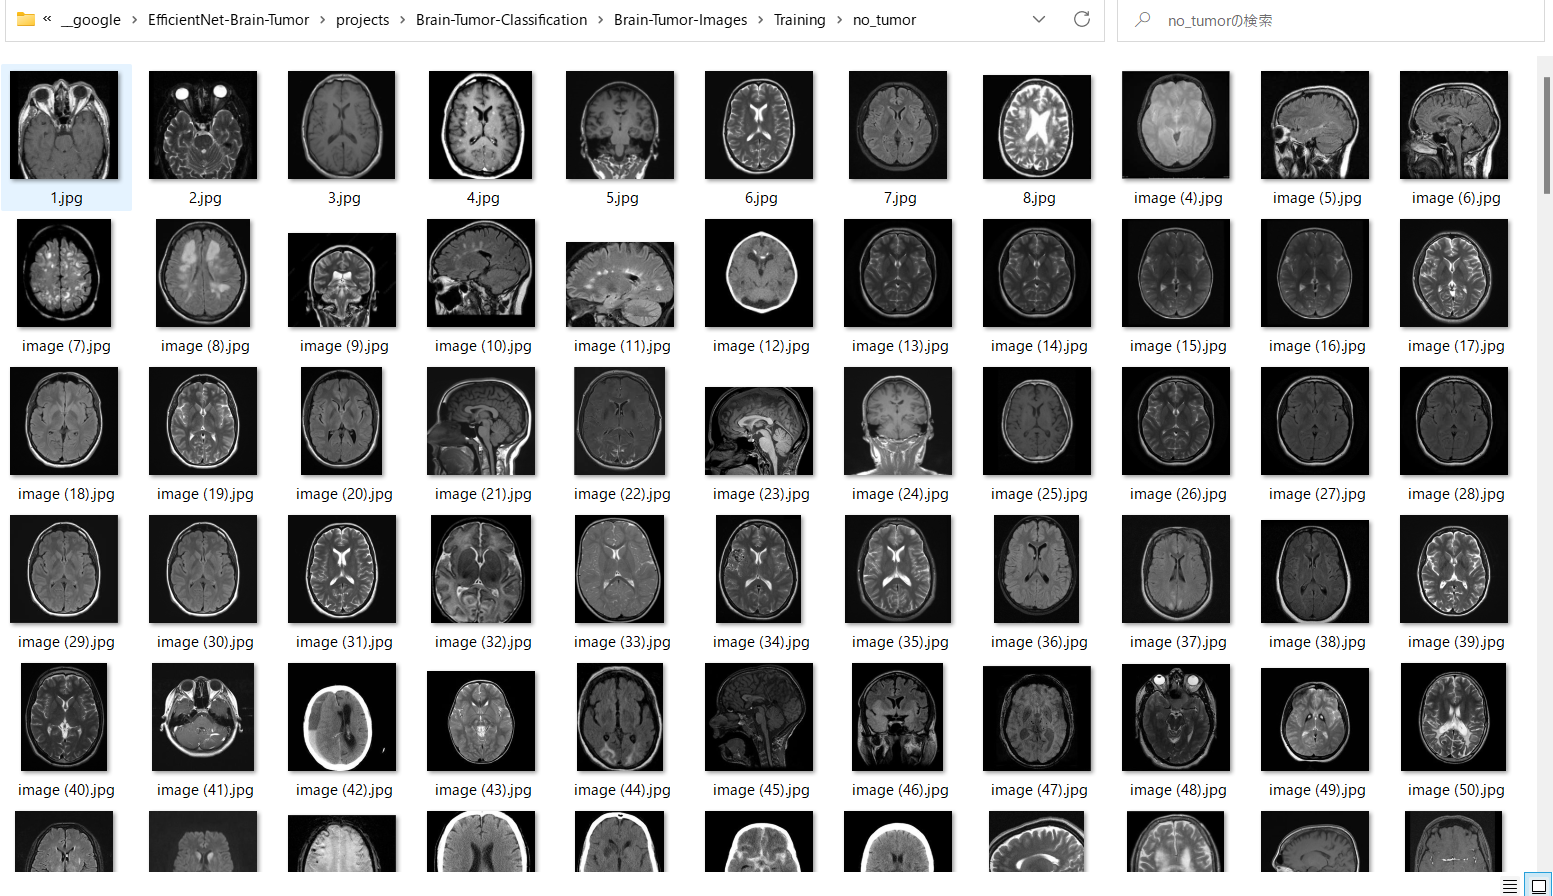 « __google > EfficientNet-Brain-Tumor > projects > Brain-Tumor-Classification > Brain-Tumor-Images > Training > no_tumor
no_tumorの検索
1.jpg 2.jpg 3.jpg 4.jpg 5.jpg 6.jpg 7.jpg 8.jpg image (4).jpg image (5).jpg image (6).jpg
image (7).jpg image (8).jpg image (9).jpg image (10).jpg image (11).jpg image (12).jpg image (13).jpg image (14).jpg image (15).jpg image (16).jpg image (17).jpg
image (18).jpg image (19).jpg image (20).jpg image (21).jpg image (22).jpg image (23).jpg image (24).jpg image (25).jpg image (26).jpg image (27).jpg image (28).jpg
image (29).jpg image (30).jpg image (31).jpg image (32).jpg image (33).jpg image (34).jpg image (35).jpg image (36).jpg image (37).jpg image (38).jpg image (39).jpg
image (40).jpg image (41).jpg image (42).jpg image (43).jpg image (44).jpg image (45).jpg image (46).jpg image (47).jpg image (48).jpg image (49).jpg image (50).jpg